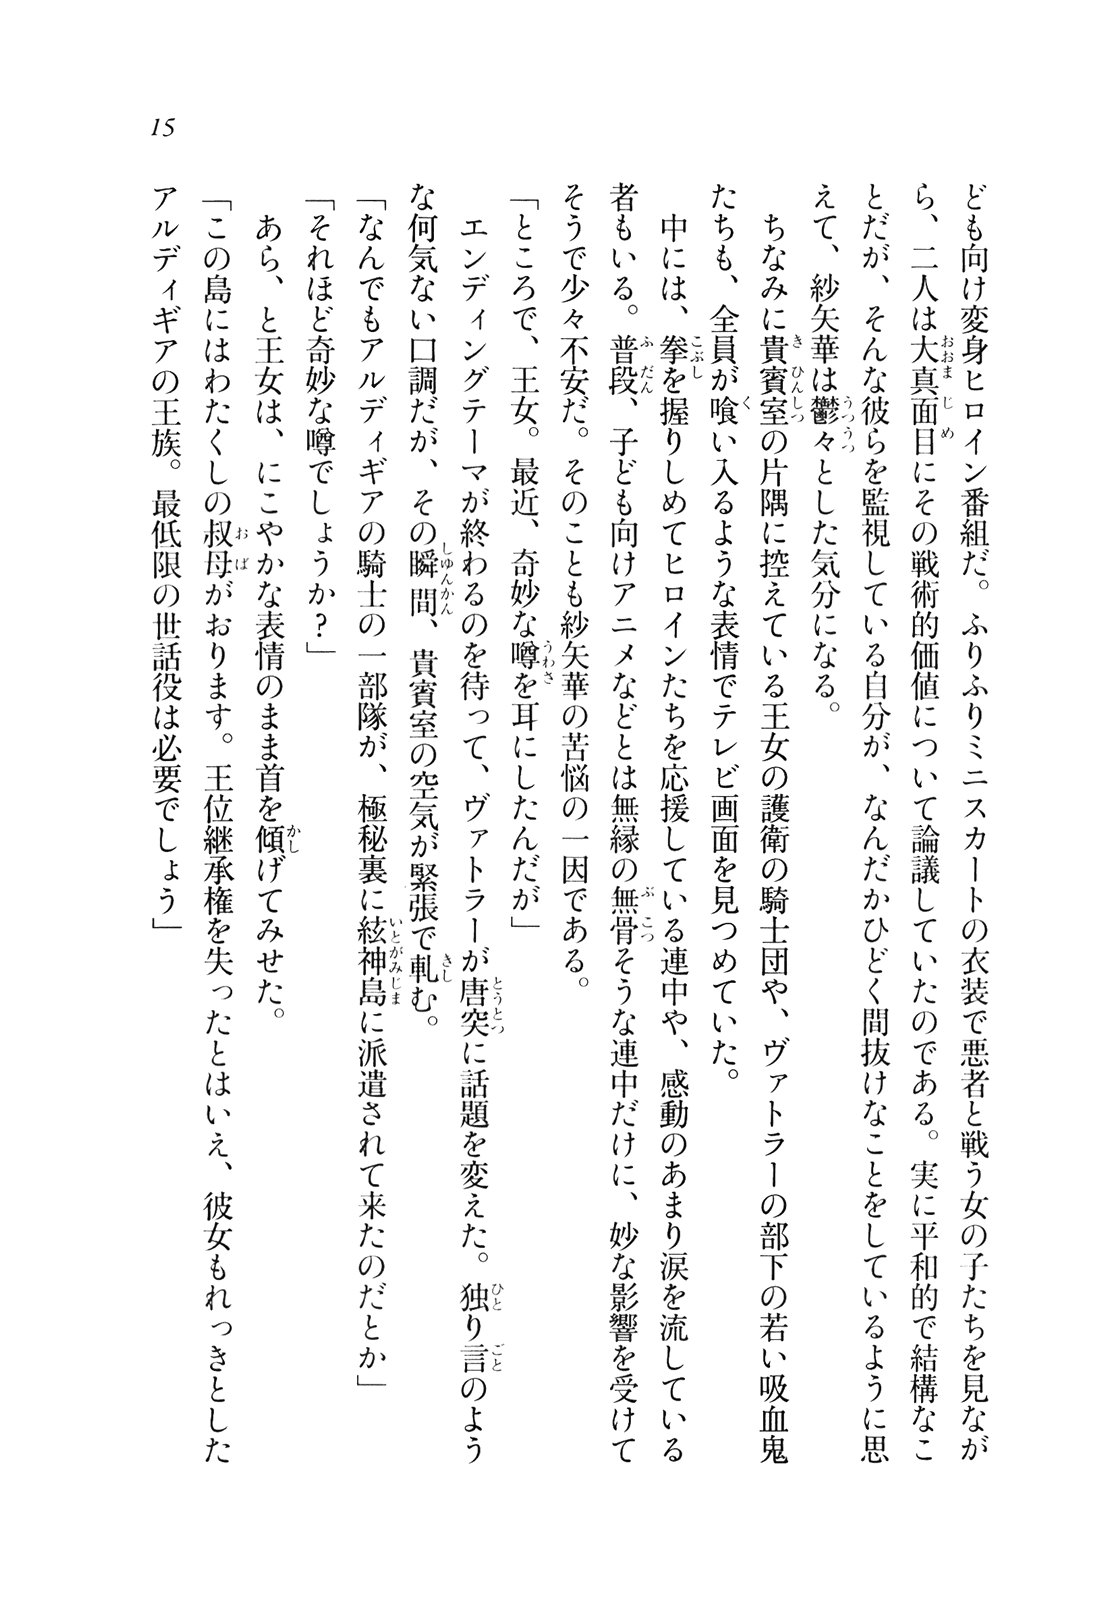 15
ども向け変身ヒロイン番組だ。ふりふりミニスカートの衣装で悪者と戦う女の子たちを見なが
ら、二人は大真面目にその戦術的価値について論議していたのである。実に平和的で結構なこ
とだが、そんな彼らを監視している自分が、なんだかひどく間抜けなことをしているように思
えて、紗矢華は鬱々とした気分になる。
ちなみに貴賓室の片隅に控えている王女の護衛の騎士団や、ヴァトラーの部下の若い吸血鬼
たちも、全員が喰い入るような表情でテレビ画面を見つめていた。
中には、拳を握りしめてヒロインたちを応援している連中や、感動のあまり涙を流している
者もいる。普段、子ども向けアニメなどとは無縁の無骨そうな連中だけに、妙な影響を受けて
そうで少々不安だ。そのことも紗矢華の苦悩の一因である。
「ところで、王女。最近、奇妙な噂を耳にしたんだが」
エンディングテーマが終わるのを待って、ヴァトラーが唐突に話題を変えた。独り言のよう
な何気ない口調だが、その瞬間、貴賓室の空気が緊張で軋む。
「なんでもアルディギアの騎士の一部隊が、極秘裏に絃神島に派遣されて来たのだとか」
「それほど奇妙な噂でしょうか?」
あら、と王女は、にこやかな表情のまま首を傾げてみせた。
「この島にはわたくしの叔母がおります。王位継承権を失ったとはいえ、彼女もれっきとした
アルディギアの王族。最低限の世話役は必要でしょう」